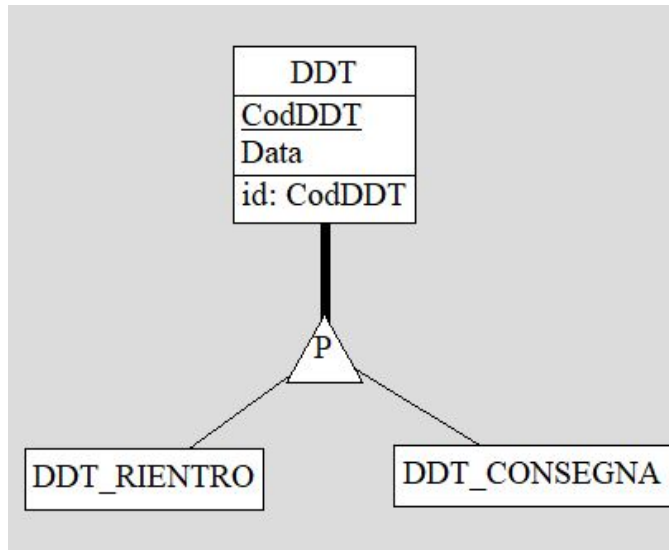 DDT
CodDDT
Data
id: CodDDT
P
DDT_RIENTRO
DDT_CONSEGNA